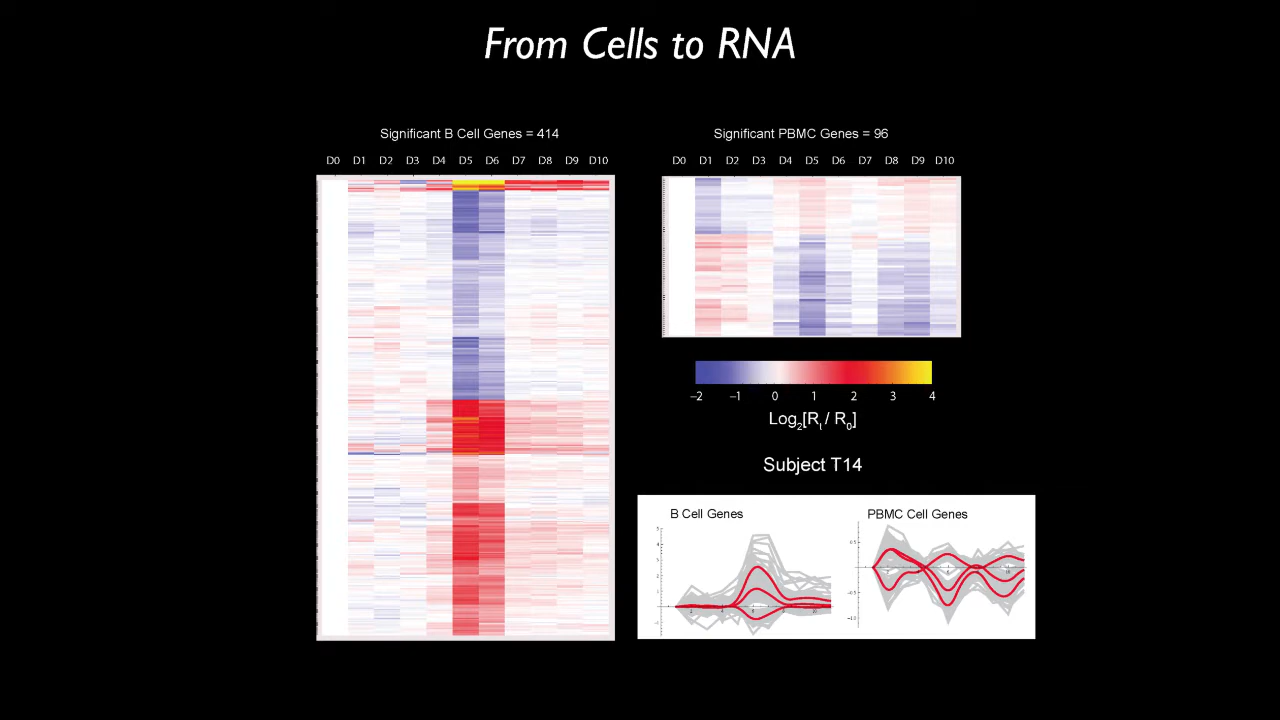 From Cells to RNA
Significant B Cell Genes = 414
D0 D1 D2 D3 D4 D5 D6 D7 D8 D9 D10
Significant PBMC Genes = 96
D0 D1 D2 D3 D4 D5 D6 D7 D8 D9 D10
−2 −1 0 1 2 3 4
Log2[Ri / R0]
Subject T14
B Cell Genes
PBMC Cell Genes